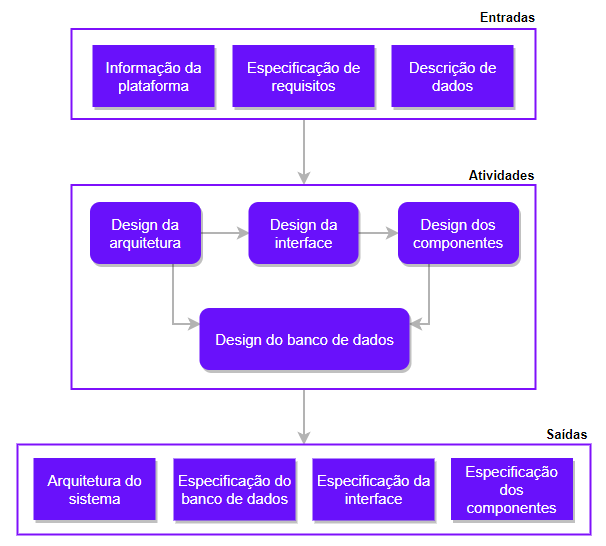 Entradas
Informação da
plataforma
Especificação de
requisitos
Descrição de
dados
Atividades
Design da
arquitetura
Design da
interface
Design dos
componentes
Design do banco de dados
Saídas
Arquitetura do
sistema
Especificação do
banco de dados
Especificação da
interface
Especificação
dos
componentes